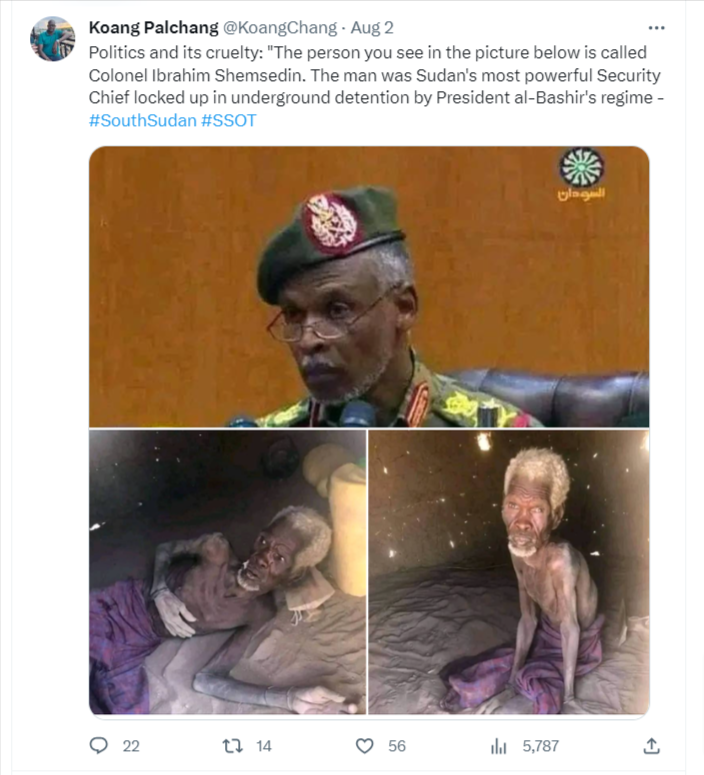 Koang Palchang @KoangChang · Aug 2
Politics and its cruelty: "The person you see in the picture below is called
Colonel Ibrahim Shemsedin. The man was Sudan's most powerful Security
Chief locked up in underground detention by President al-Bashir's regime -
#SouthSudan #SSOT
السودان
22 14 56 5,787